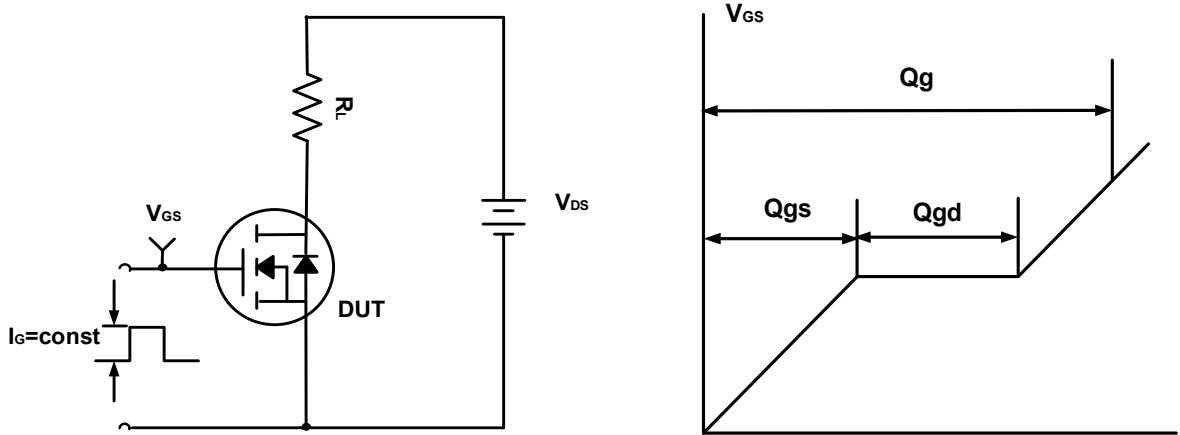 RL
VDS
VGS
DUT
IG=const
VGS
Qg
Qgs
Qgd